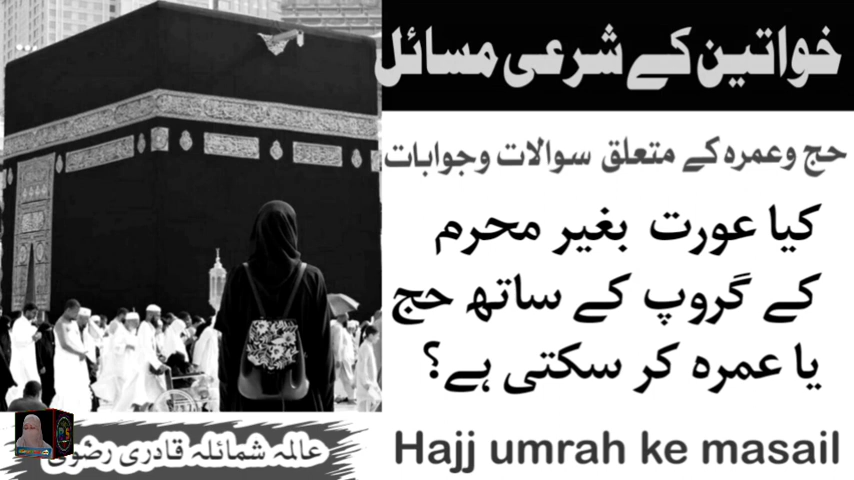 خواتین کے شرعی مسائل
حج وعمرہ کے متعلق سوالات وجوابات
کیا عورت بغیر محرم
کے گروپ کے ساتھ حج
یا عمرہ کر سکتی ہے؟
عالمہ شمائلہ قادری رضوی
Hajj umrah ke masail